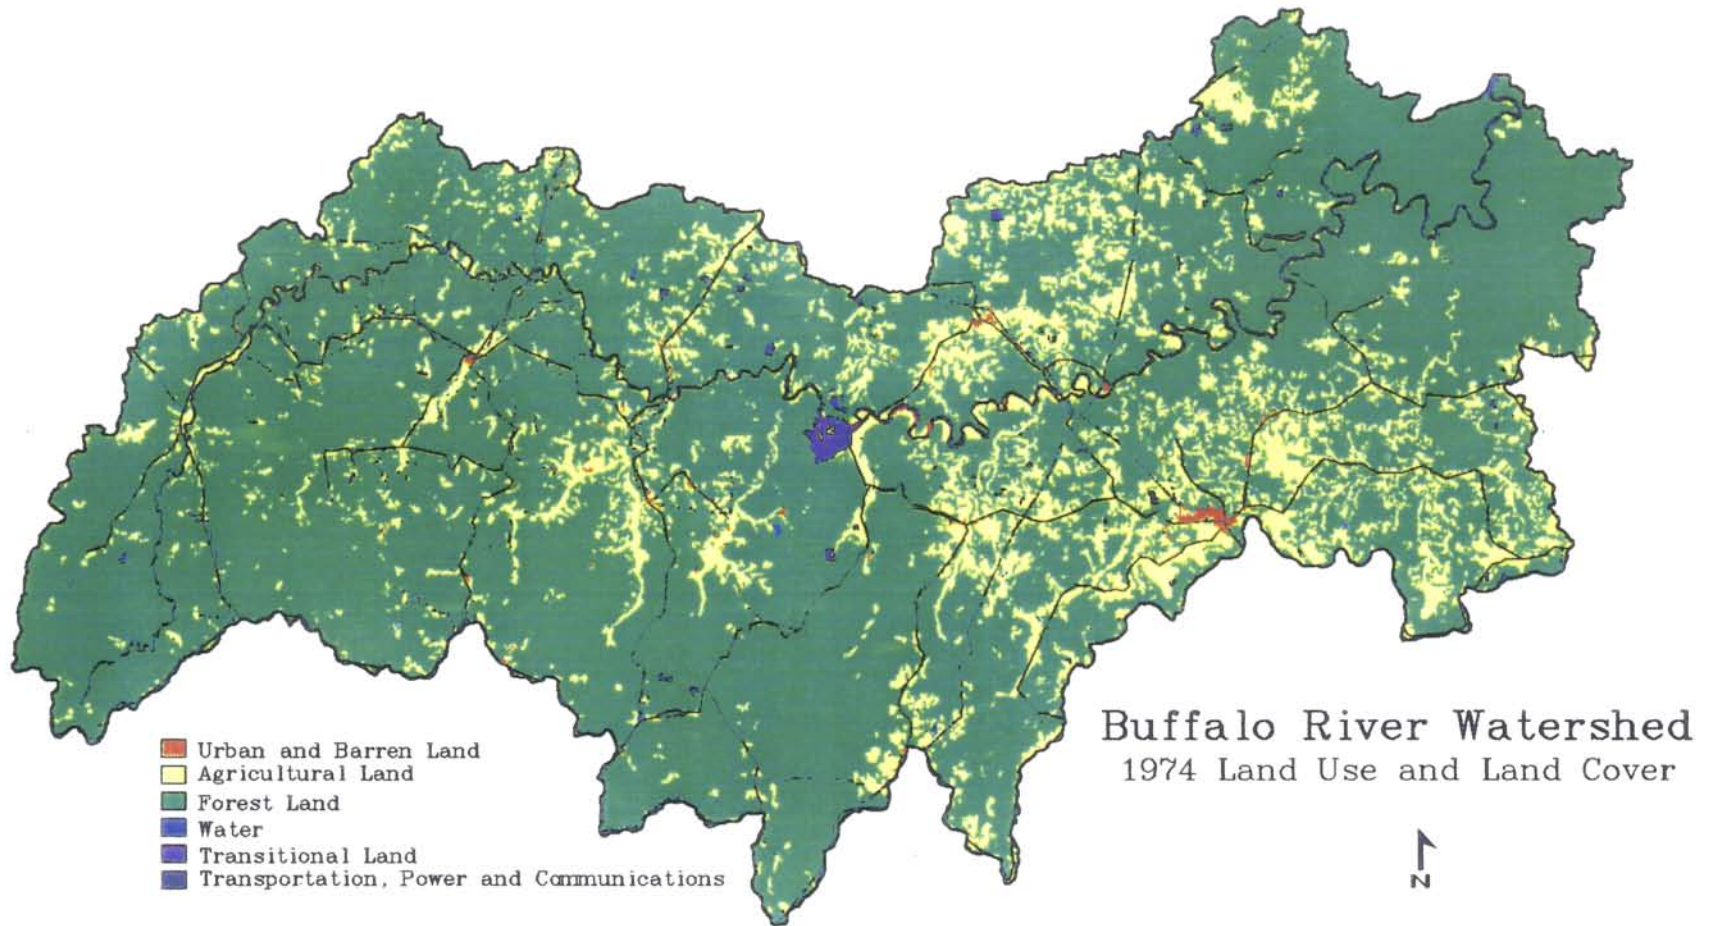 Buffalo River Watershed
1974 Land Use and Land Cover
Urban and Barren Land
Agricultural Land
Forest Land
Water
Transitional Land
Transportation, Power and Communications
N